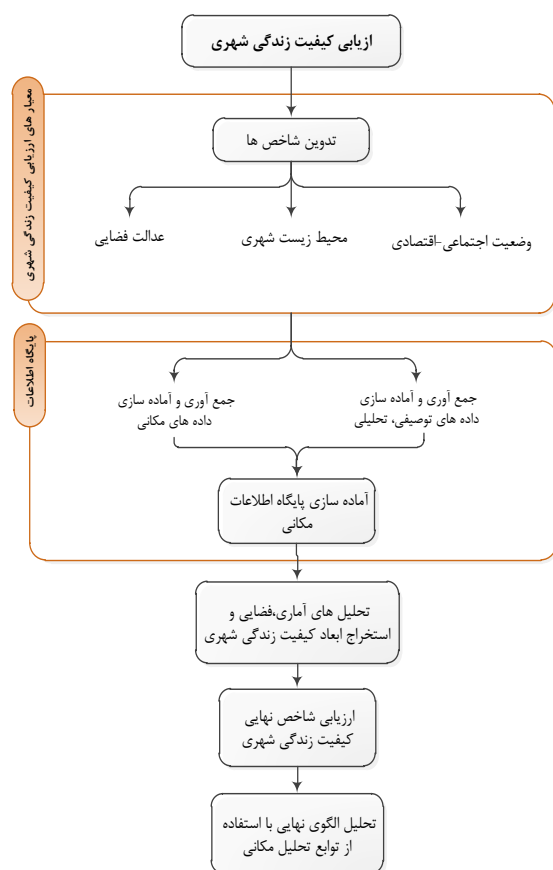 ازیابی کیفیت زندگی شهری
معیار های ارزیابی کیفیت زندگی شهری
تدوین شاخص ها
وضعیت اجتماعی-اقتصادی
محیط زیست شهری
عدالت فضایی
پایگاه اطلاعات
جمع آوری و آماده سازی
داده های توصیفی، تحلیلی
جمع آوری و آماده سازی
داده های مکانی
آماده سازی پایگاه اطلاعات
مکانی
تحلیل های آماری،فضایی و
استخراج ابعاد کیفیت زندگی شهری
ارزیابی شاخص نهایی
کیفیت زندگی شهری
تحلیل الگوی نهایی با استفاده
از توابع تحلیل مکانی